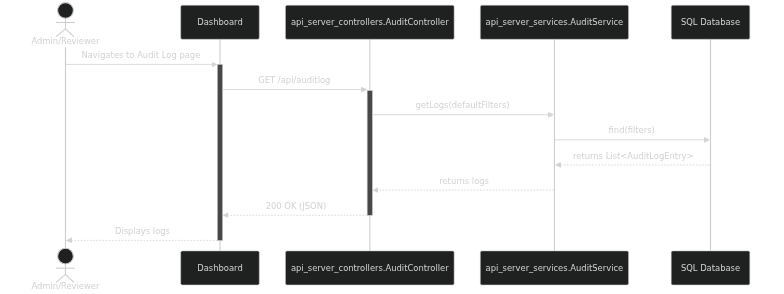 Dashboard
api_server_controllers.AuditController
api_server_services.AuditService
SQL Database
Admin/Reviewer
Navigates to Audit Log page
GET /api/auditlog
getLogs(defaultFilters)
find(filters)
returns List<AuditLogEntry>
returns logs
200 OK (JSON)
Displays logs
Dashboard
api_server_controllers.AuditController
api_server_services.AuditService
SQL Database
Admin/Reviewer